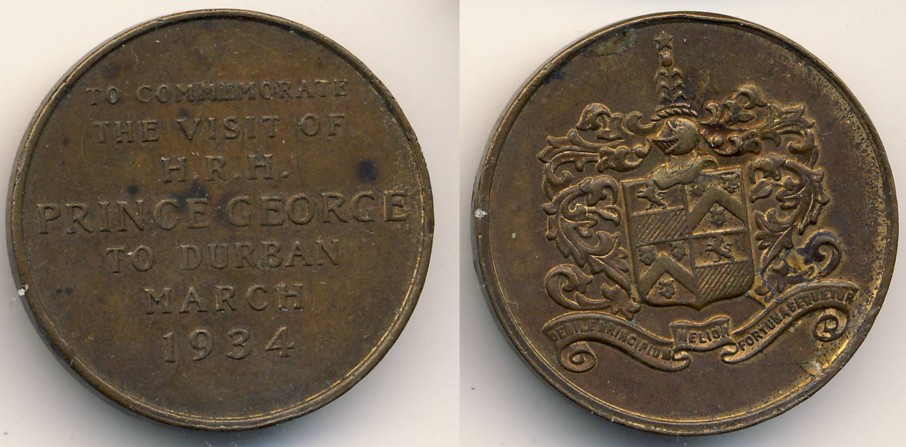 TO COMMEMORATE
THE VISIT OF
H.R.H.
PRINCE GEORGE
TO DURBAN
MARCH
1934
DEBILE PRINCIPIUM MELIOR FORTUNA SEQUETUR